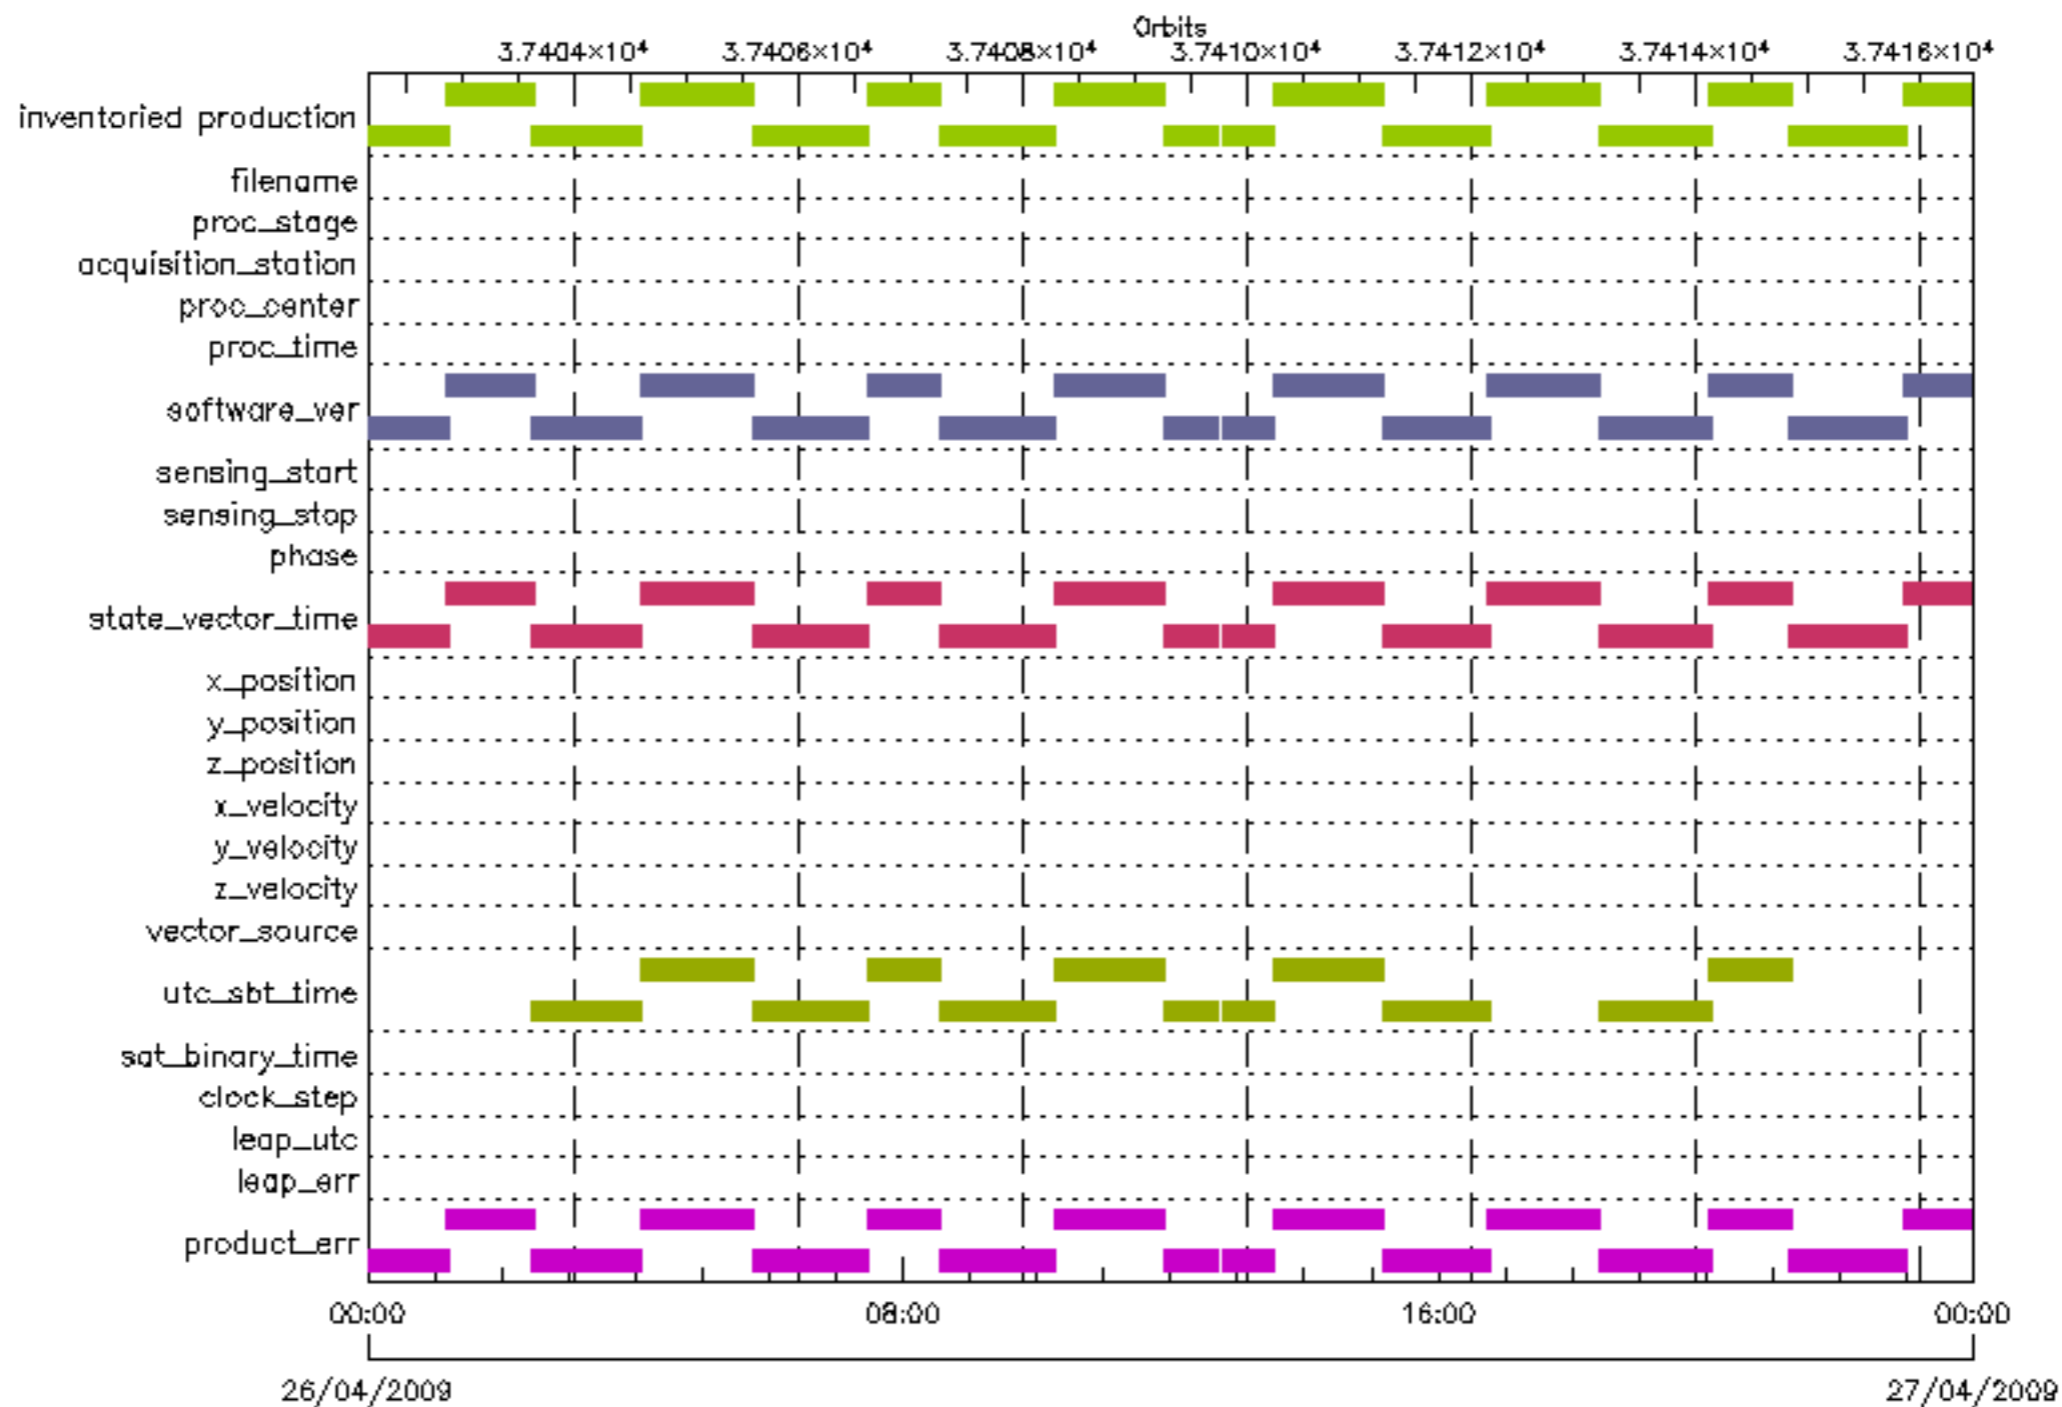 Orbits
3.7404×10⁴ 3.7406×10⁴ 3.7408×10⁴ 3.7410×10⁴ 3.7412×10⁴ 3.7414×10⁴ 3.7416×10⁴
inventoried production
filename
proc_stage
acquisition_station
proc_center
proc_time
software_ver
sensing_start
sensing_stop
phase
state_vector_time
x_position
y_position
z_position
x_velocity
y_velocity
z_velocity
vector_source
utc_sbt_time
sat_binary_time
clock_step
leap_utc
leap_err
product_err
00:00 08:00 16:00 00:00
26/04/2009 27/04/2009